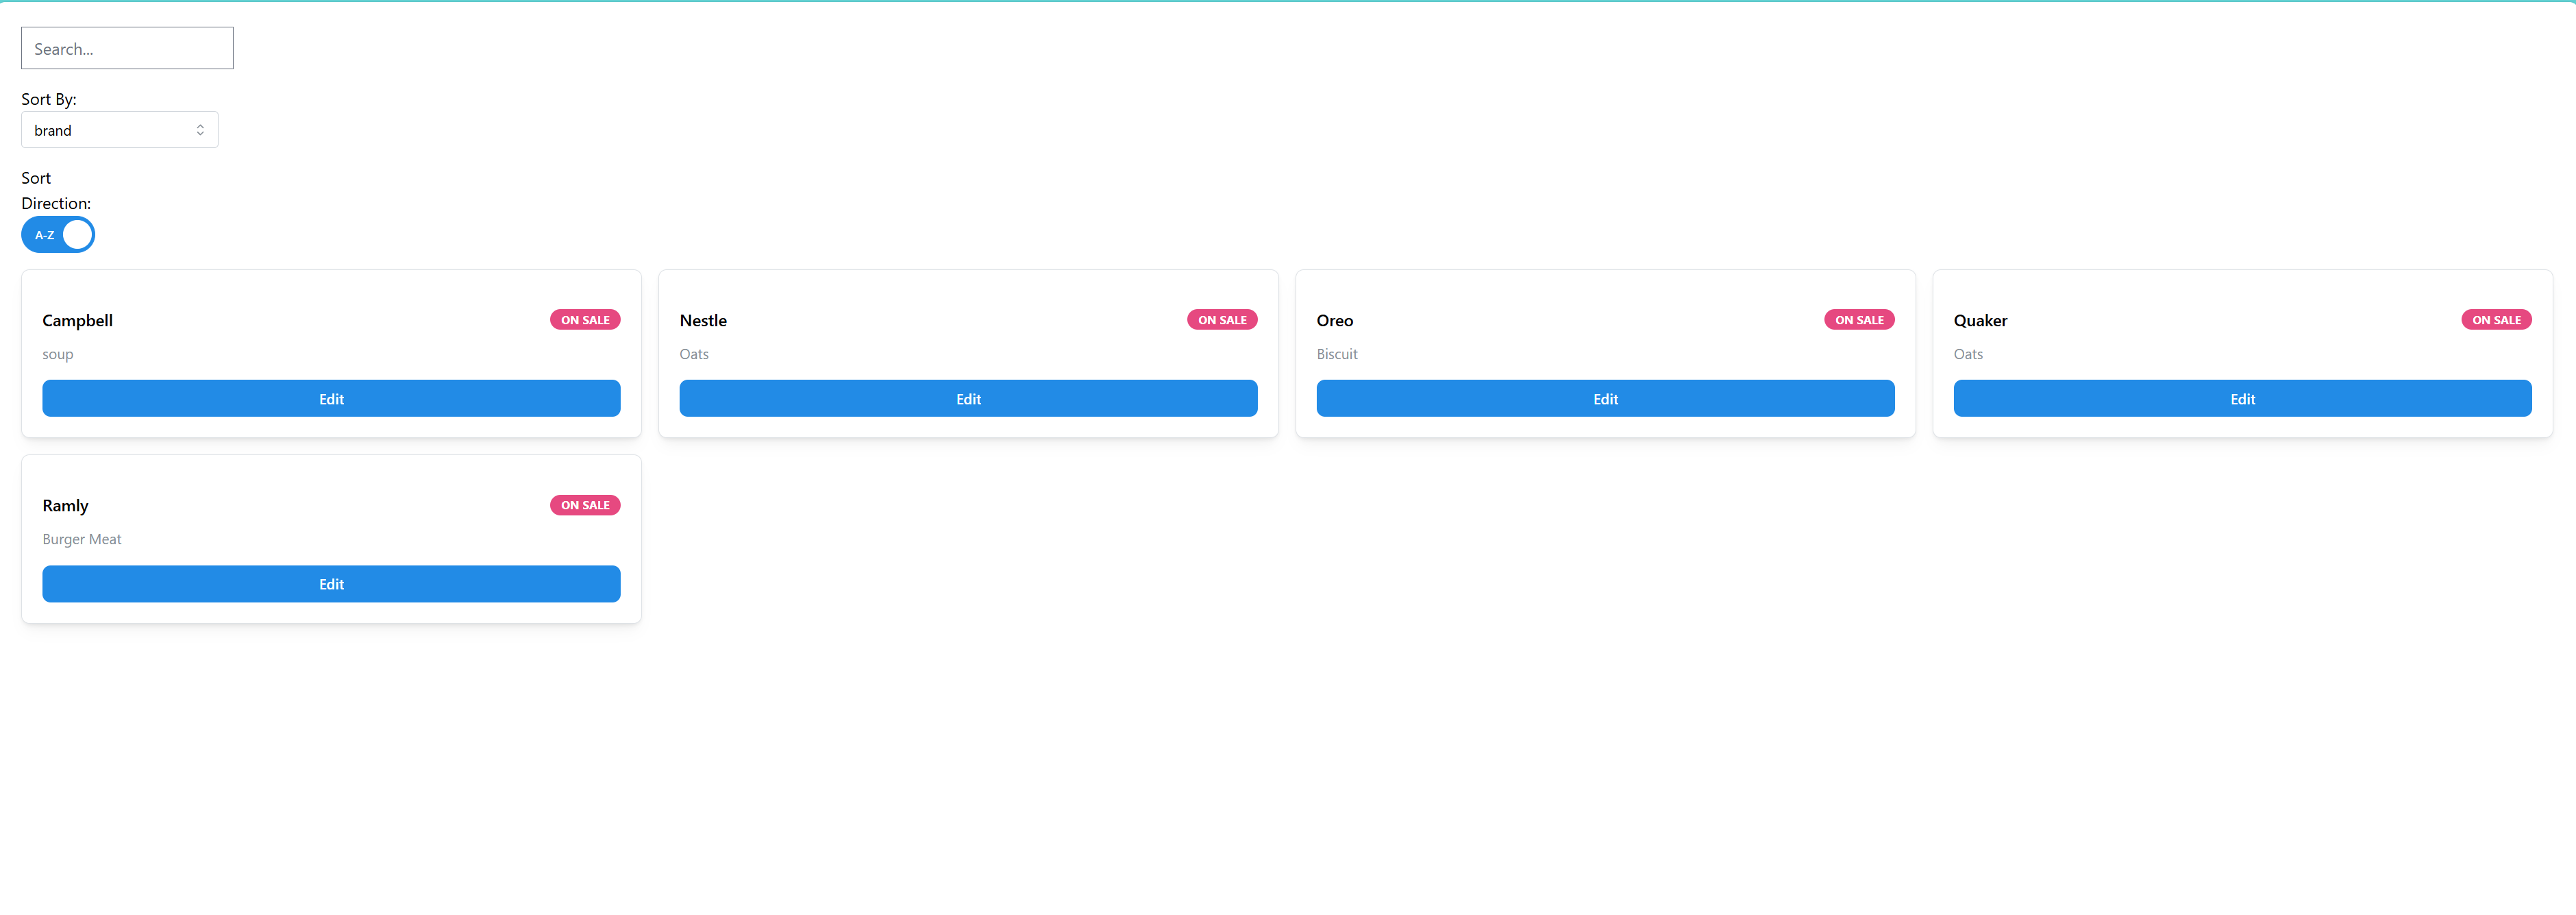 Search...
Sort By:
brand
Sort
Direction:
A-Z
Campbell ON SALE
soup
Edit
Nestle ON SALE
Oats
Edit
Oreo ON SALE
Biscuit
Edit
Quaker ON SALE
Oats
Edit
Ramly ON SALE
Burger Meat
Edit